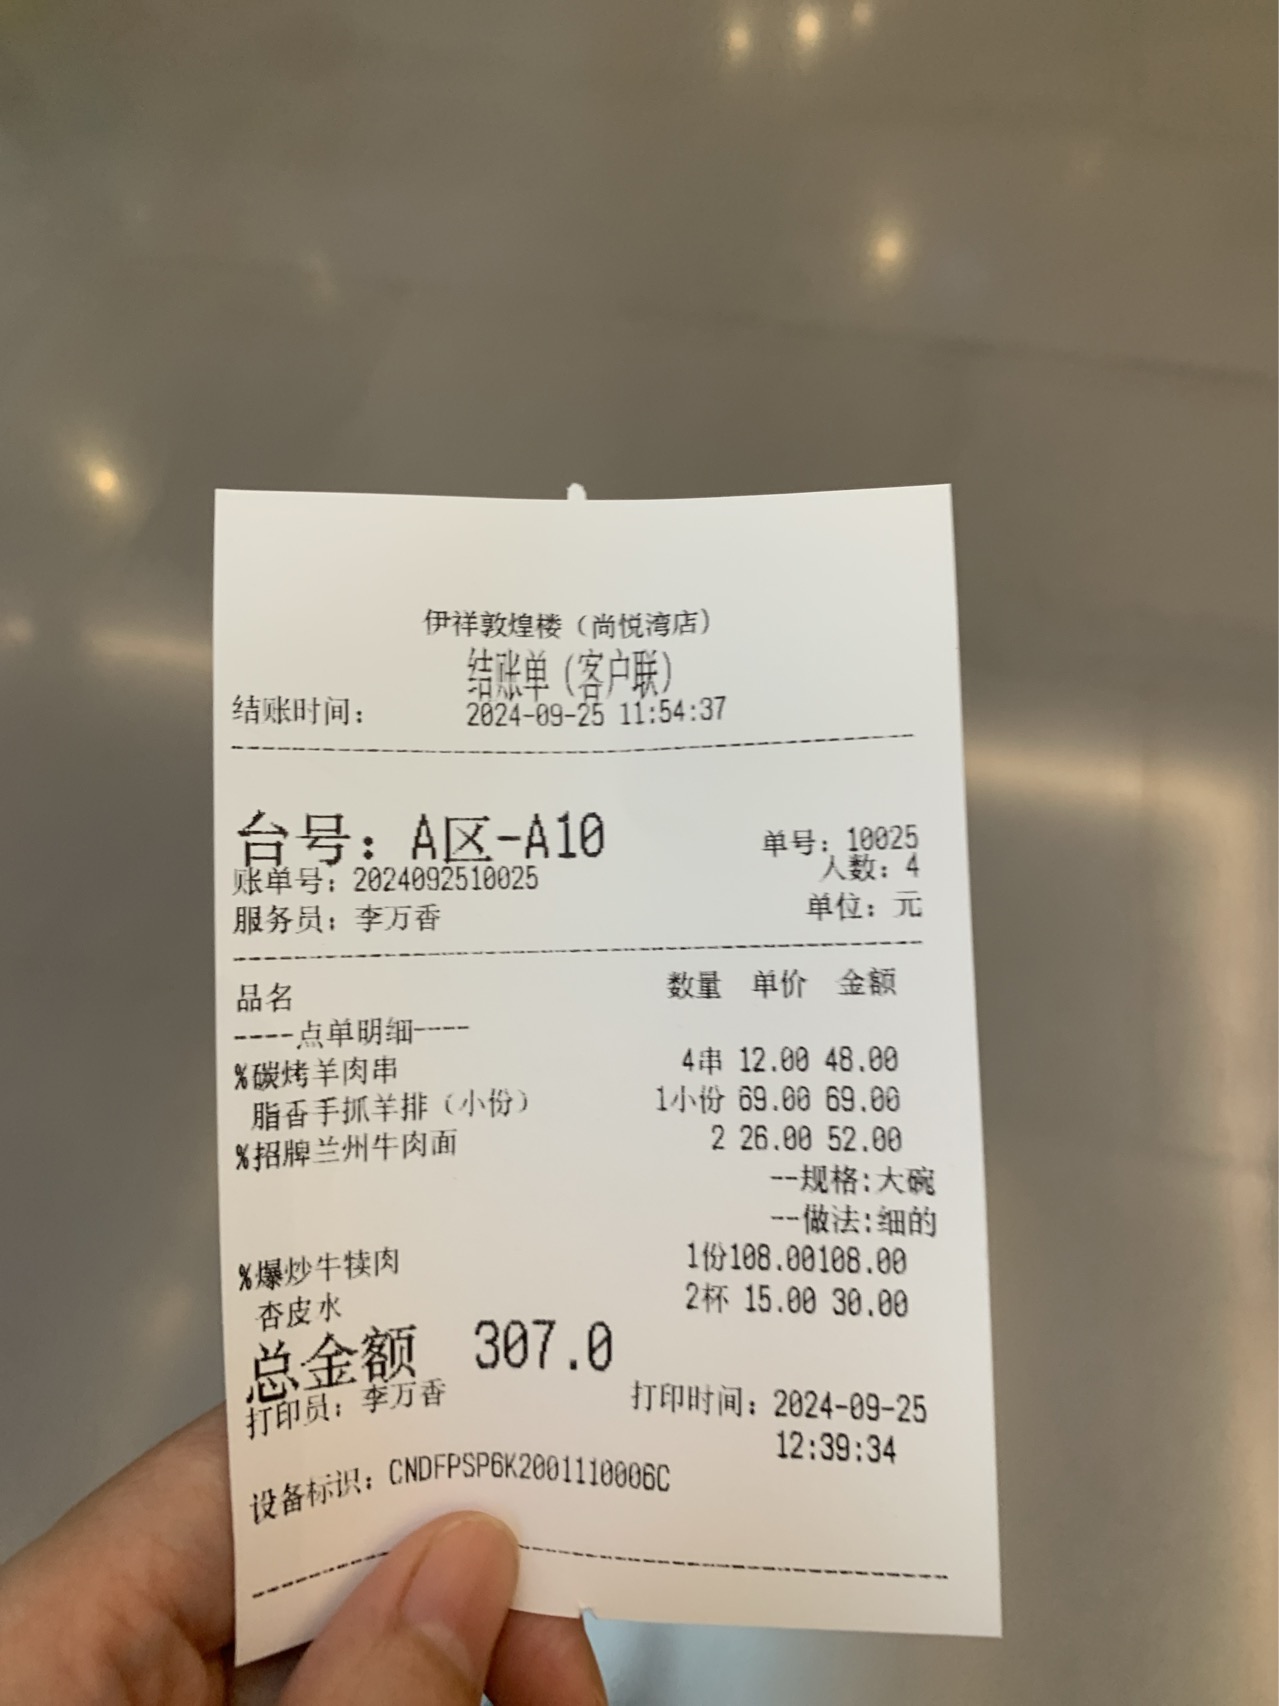 伊祥敦煌楼（尚悦湾店）
结账单（客户联）
结账时间： 2024-09-25 11:54:37
台号：A区-A10 单号：10025
账单号：2024092510025 人数：4
服务员：李万香 单位：元
品名 数量 单价 金额
----点单明细----
%碳烤羊肉串 4串 12.00 48.00
脂香手抓羊排（小份） 1小份 69.00 69.00
%招牌兰州牛肉面 2 26.00 52.00
--规格:大碗
--做法:细的
%爆炒牛犊肉 1份108.00108.00
杏皮水 2杯 15.00 30.00
总金额 307.0
打印员：李万香 打印时间：2024-09-25
12:39:34
设备标识：CNDFPSP6K2001110006C